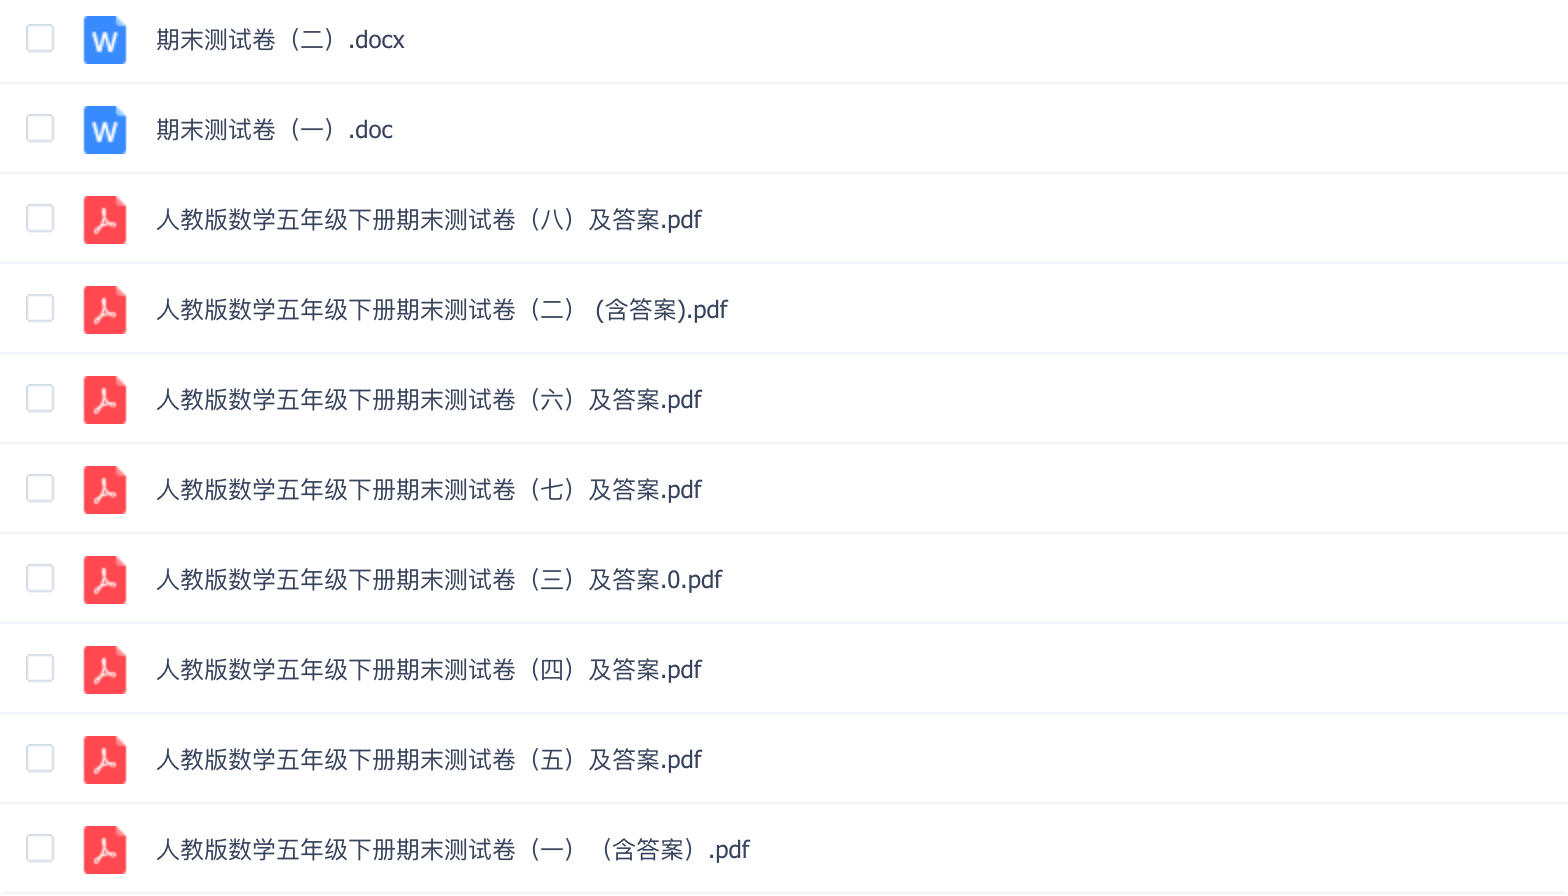 期末测试卷（二）.docx
期末测试卷（一）.doc
人教版数学五年级下册期末测试卷（八）及答案.pdf
人教版数学五年级下册期末测试卷（二） (含答案).pdf
人教版数学五年级下册期末测试卷（六）及答案.pdf
人教版数学五年级下册期末测试卷（七）及答案.pdf
人教版数学五年级下册期末测试卷（三）及答案.0.pdf
人教版数学五年级下册期末测试卷（四）及答案.pdf
人教版数学五年级下册期末测试卷（五）及答案.pdf
人教版数学五年级下册期末测试卷（一）（含答案）.pdf